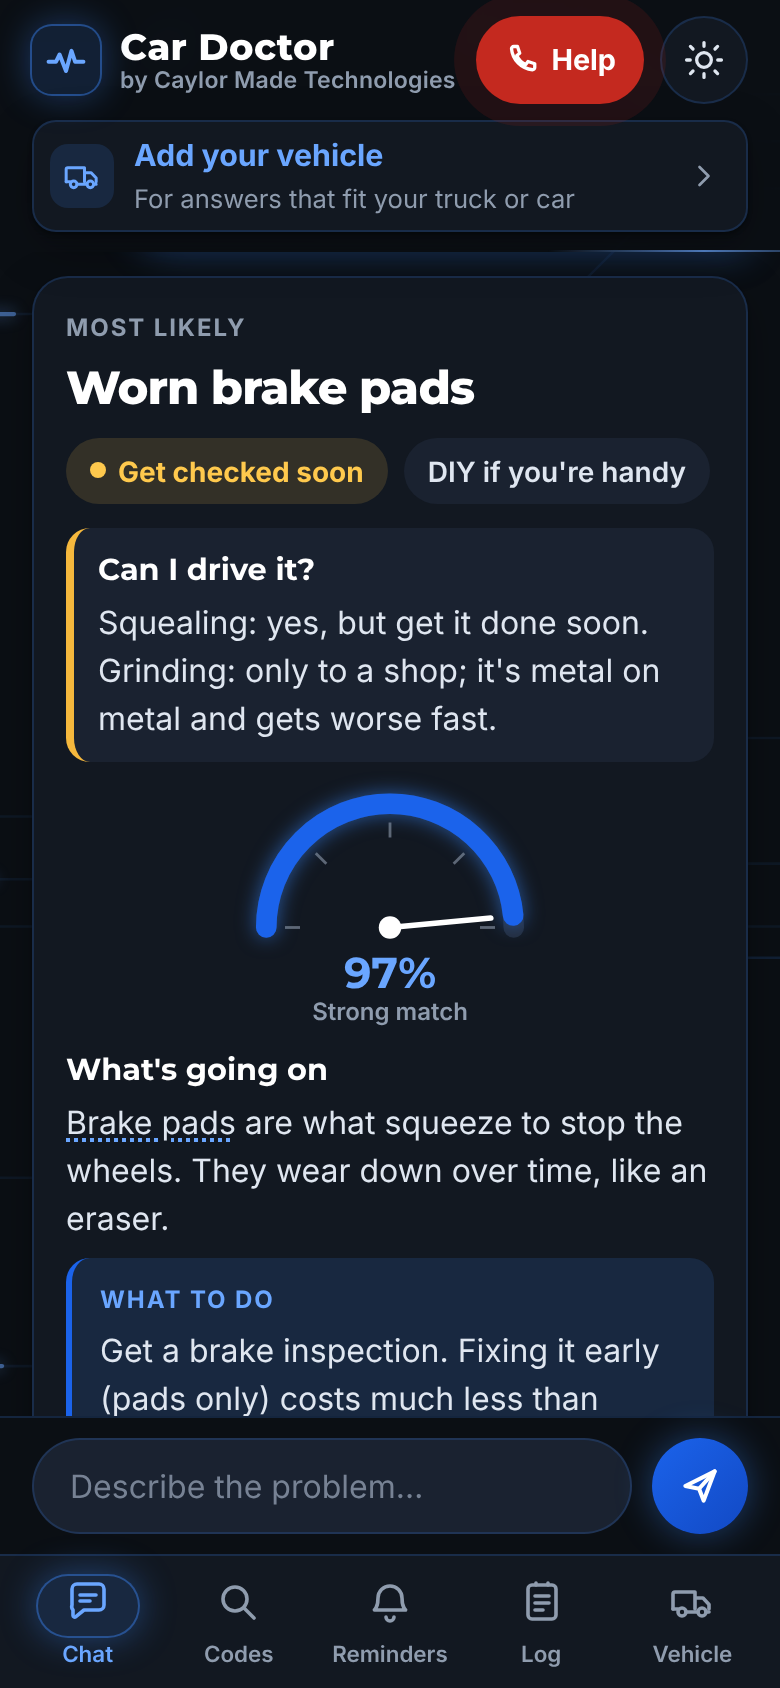 Car Doctor
by Caylor Made Technologies
Help
Add your vehicle
For answers that fit your truck or car
MOST LIKELY
Worn brake pads
Get checked soon
DIY if you're handy
Can I drive it?
Squealing: yes, but get it done soon.
Grinding: only to a shop; it's metal on
metal and gets worse fast.
97%
Strong match
What's going on
Brake pads are what squeeze to stop the
wheels. They wear down over time, like an
eraser.
WHAT TO DO
Get a brake inspection. Fixing it early
(pads only) costs much less than
Describe the problem...
Chat
Codes
Reminders
Log
Vehicle